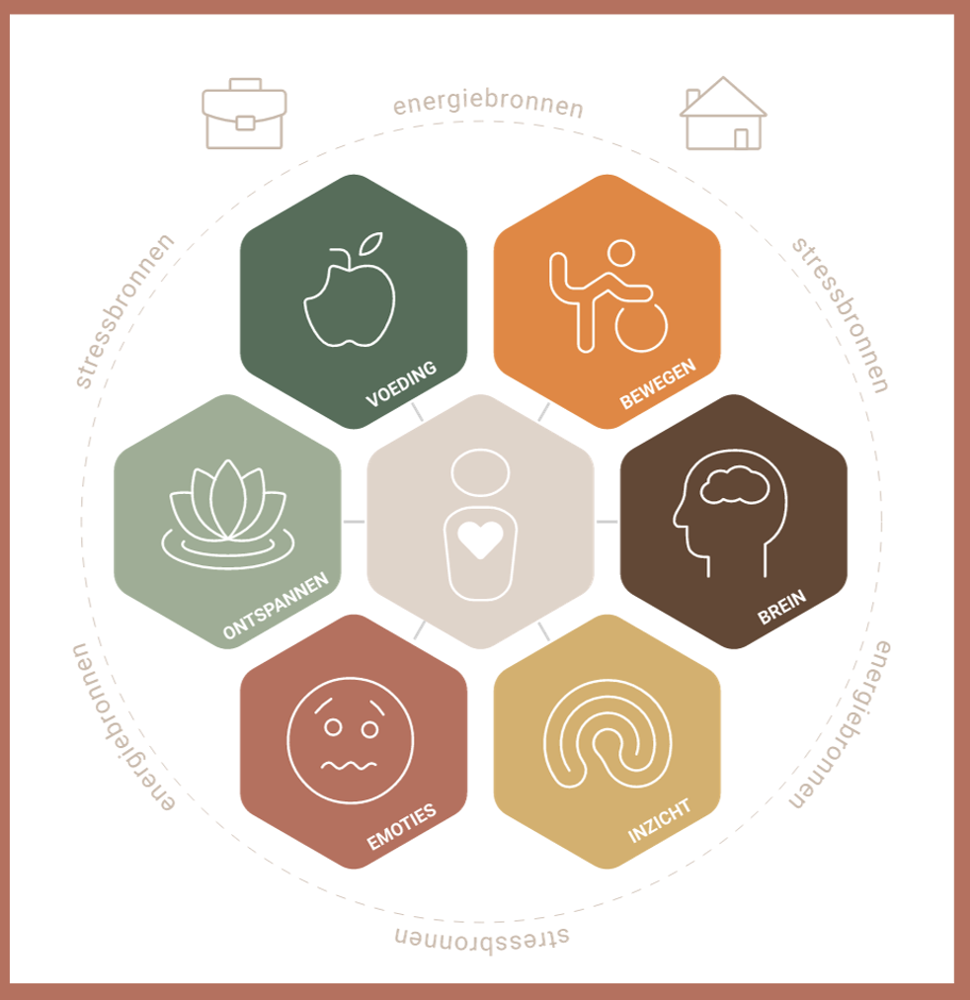 energiebronnen
stressbronnen
stressbronnen
VOEDING
BEWEGEN
ONTSPANNEN
BREIN
EMOTIES
INZICHT
energiebronnen
energiebronnen
stressbronnen